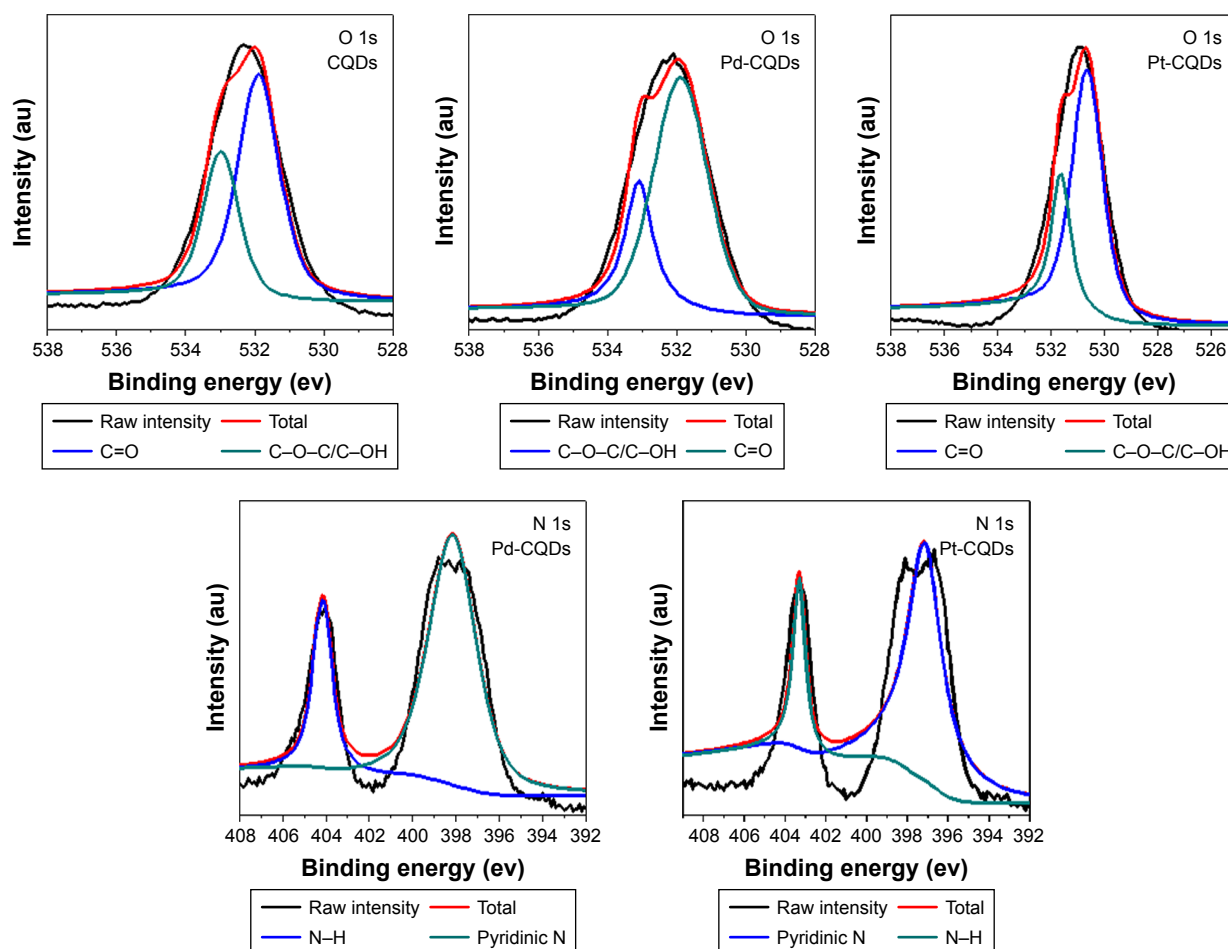 O 1s
CQDs
Intensity (au)
538 536 534 532 530 528
Binding energy (ev)
Raw intensity Total
C=O C–O–C/C–OH
O 1s
Pd-CQDs
Intensity (au)
538 536 534 532 530 528
Binding energy (ev)
Raw intensity Total
C–O–C/C–OH C=O
O 1s
Pt-CQDs
Intensity (au)
538 536 534 532 530 528 526
Binding energy (ev)
Raw intensity Total
C=O C–O–C/C–OH
N 1s
Pd-CQDs
Intensity (au)
408 406 404 402 400 398 396 394 392
Binding energy (ev)
Raw intensity Total
N–H Pyridinic N
N 1s
Pt-CQDs
Intensity (au)
408 406 404 402 400 398 396 394 392
Binding energy (ev)
Raw intensity Total
Pyridinic N N–H